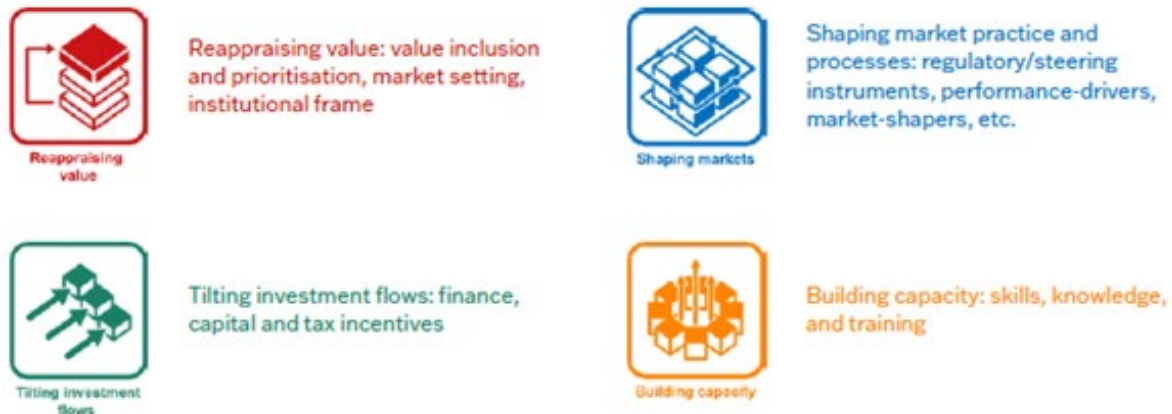 Reappraising value: value inclusion
and prioritisation, market setting,
institutional frame
Reappraising
value
Shaping market practice and
processes: regulatory/steering
instruments, performance-drivers,
market-shapers, etc.
Shaping markets
Tilting investment flows: finance,
capital and tax incentives
Tilting investment
flows
Building capacity: skills, knowledge,
and training
Building capacity